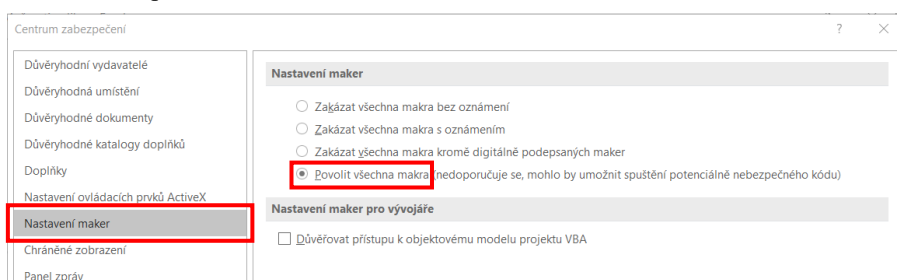 Centrum zabezpečení
?
Důvěryhodní vydavatelé
Důvěryhodná umístění
Důvěryhodné dokumenty
Důvěryhodné katalogy doplňků
Doplňky
Nastavení ovládacích prvků ActiveX
Nastavení maker
Chráněné zobrazení
Panel zpráv
Nastavení maker
Zakázat všechna makra bez oznámení
Zakázat všechna makra s oznámením
Zakázat všechna makra kromě digitálně podepsaných maker
Povolit všechna makra (nedoporučuje se, mohlo by umožnit spuštění potenciálně nebezpečného kódu)
Nastavení maker pro vývojáře
Důvěřovat přístupu k objektovému modelu projektu VBA